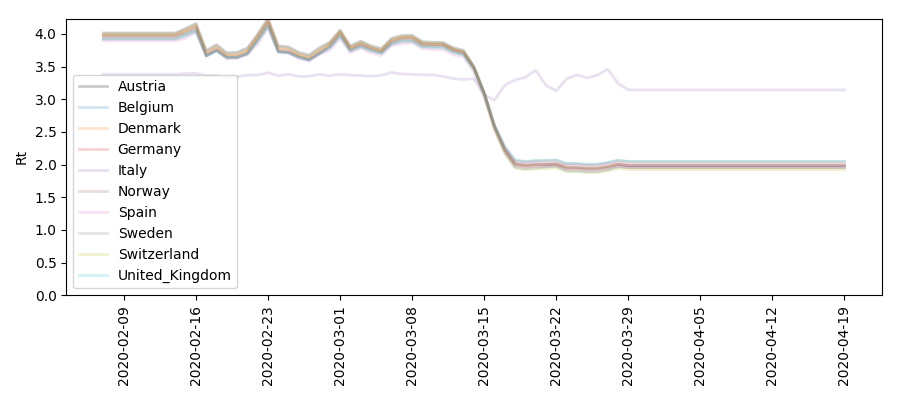 4.0
3.5
3.0
2.5
2.0
1.5
1.0
0.5
0.0
Rt
Austria
Belgium
Denmark
Germany
Italy
Norway
Spain
Sweden
Switzerland
United_Kingdom
2020-02-09
2020-02-16
2020-02-23
2020-03-01
2020-03-08
2020-03-15
2020-03-22
2020-03-29
2020-04-05
2020-04-12
2020-04-19